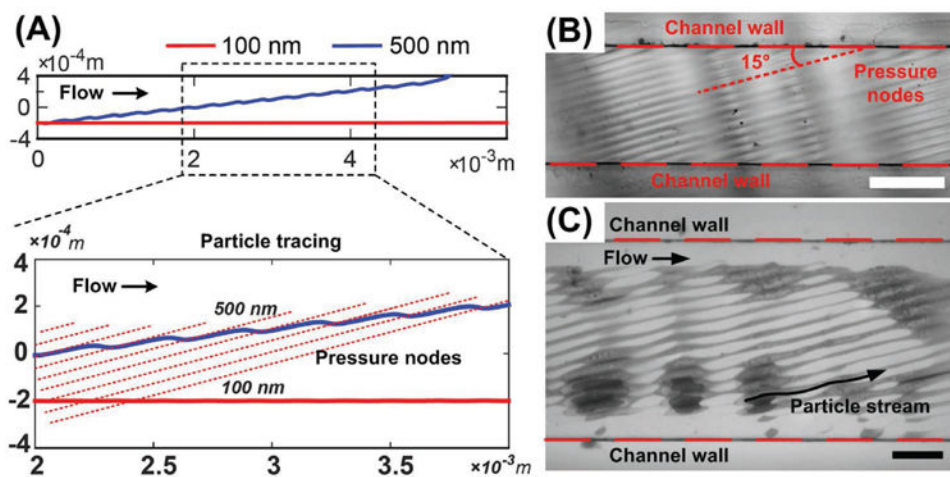 (A)
100 nm
500 nm
×10⁻⁴m
4
0
-4
Flow
0
2
4
×10⁻³m
Particle tracing
×10⁻⁴m
4
2
0
-2
-4
Flow
500 nm
Pressure nodes
100 nm
2
2.5
3
3.5
×10⁻³m
(B)
Channel wall
15°
Pressure
nodes
Channel wall
(C)
Channel wall
Flow
Particle stream
Channel wall